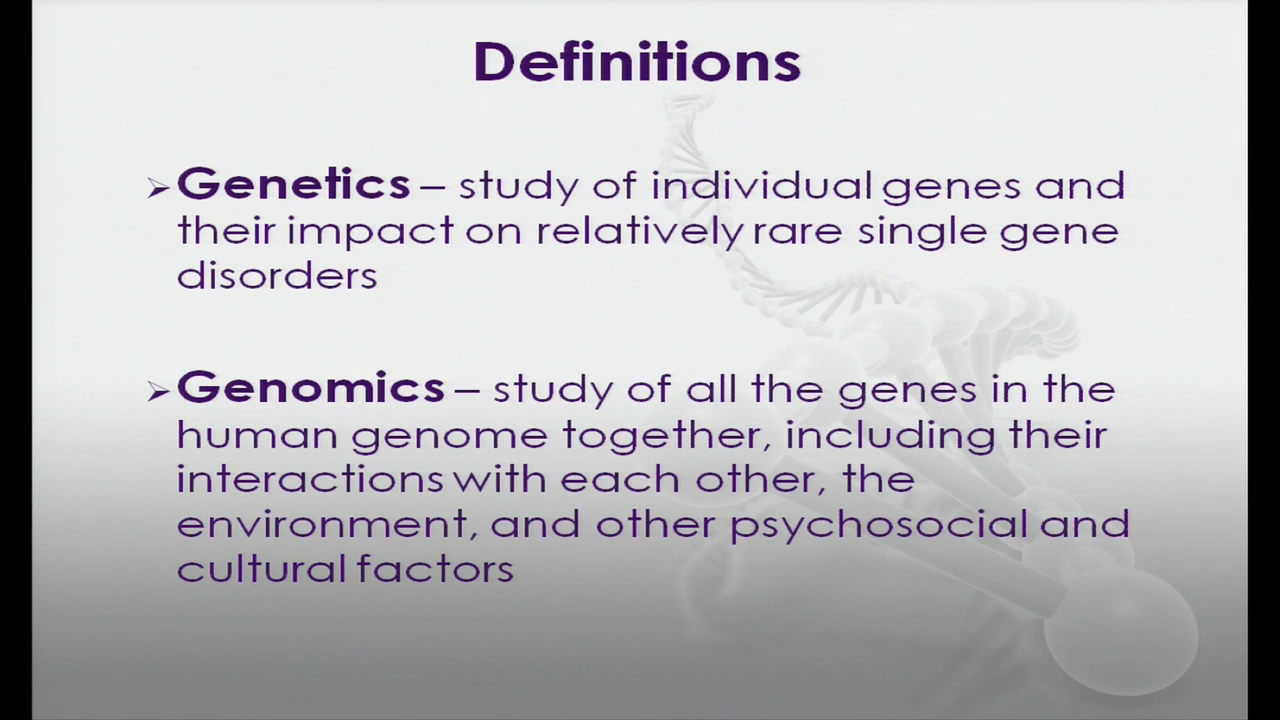 Definitions
➢Genetics – study of individual genes and
their impact on relatively rare single gene
disorders
➢Genomics – study of all the genes in the
human genome together, including their
interactions with each other, the
environment, and other psychosocial and
cultural factors